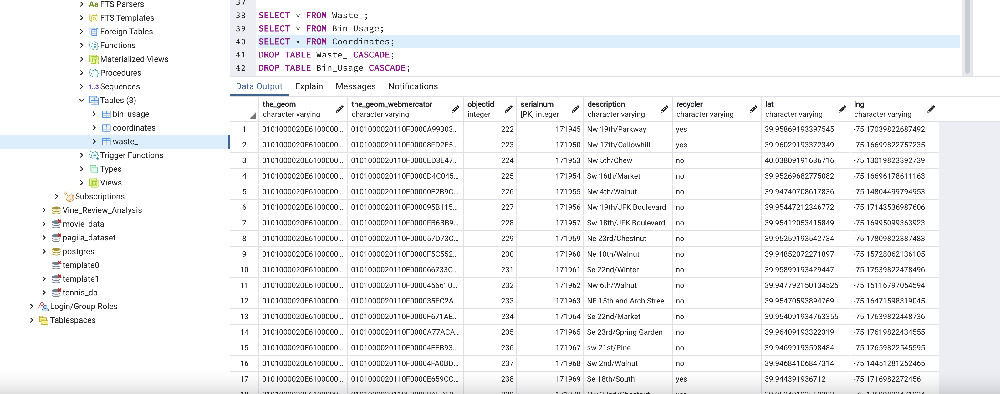 Aa FTS Parsers
FTS Templates
Foreign Tables
Functions
Materialized Views
Procedures
1..3 Sequences
Tables (3)
bin_usage
coordinates
waste_
Trigger Functions
Types
Views
Subscriptions
Vine_Review_Analysis
movie_data
pagila_dataset
postgres
template0
template1
tennis_db
Login/Group Roles
Tablespaces
37
38 SELECT * FROM Waste_;
39 SELECT * FROM Bin_Usage;
40 SELECT * FROM Coordinates;
41 DROP TABLE Waste_ CASCADE;
42 DROP TABLE Bin_Usage CASCADE;
Data Output Explain Messages Notifications
the_geom the_geom_webmercator objectid serialnum description recycler lat lng
character varying character varying integer [PK] integer character varying character varying character varying character varying
1 0101000020E6100000... 0101000020110F0000A99303... 222 171945 Nw 19th/Parkway yes 39.95869193397545 -75.17039822687492
2 0101000020E6100000... 0101000020110F00008FD2E5... 223 171950 Nw 17th/Callowhill yes 39.96029193372349 -75.16699822757235
3 0101000020E6100000... 0101000020110F0000ED3E47... 224 171953 Nw 5th/Chew no 40.03809191636716 -75.13019823392739
4 0101000020E6100000... 0101000020110F0000D4C045... 225 171954 Sw 16th/Market no 39.95269682775082 -75.16696178611163
5 0101000020E6100000... 0101000020110F00000E2B9C... 226 171955 Nw 4th/Walnut no 39.94740708617836 -75.14804499794953
6 0101000020E6100000... 0101000020110F000095B115... 227 171956 Nw 19th/JFK Boulevard no 39.95447212346772 -75.17143536987606
7 0101000020E6100000... 0101000020110F0000FB6BB9... 228 171957 Sw 18th/JFK Boulevard no 39.95412053415849 -75.16995099363923
8 0101000020E6100000... 0101000020110F000057D73C... 229 171959 Ne 23rd/Chestnut no 39.95259193542734 -75.17809822387483
9 0101000020E6100000... 0101000020110F0000F5C552... 230 171960 Ne 10th/Walnut no 39.94852072271897 -75.15728062136105
10 0101000020E6100000... 0101000020110F000066733C... 231 171961 Se 22nd/Winter no 39.95899193429447 -75.17539822478496
11 0101000020E6100000... 0101000020110F0000456610... 232 171962 Nw 6th/Walnut no 39.947792150134525 -75.15116797054594
12 0101000020E6100000... 0101000020110F000035EC2A... 233 171963 NE 15th and Arch Stree... no 39.95470593894769 -75.16471598319045
13 0101000020E6100000... 0101000020110F0000F671AE... 234 171964 Se 22nd/Market no 39.954091934763355 -75.17639822448736
14 0101000020E6100000... 0101000020110F0000A77ACA... 235 171965 Se 23rd/Spring Garden no 39.96409193322319 -75.17619822434555
15 0101000020E6100000... 0101000020110F00004FEB93... 236 171967 sw 21st/Pine no 39.94699193598484 -75.17659822545595
16 0101000020E6100000... 0101000020110F00004FA0BD... 237 171968 Sw 2nd/Walnut no 39.94684106847314 -75.14451281252465
17 0101000020E6100000... 0101000020110F0000E659CC... 238 171969 Se 18th/South yes 39.944391936712 -75.1716982272456